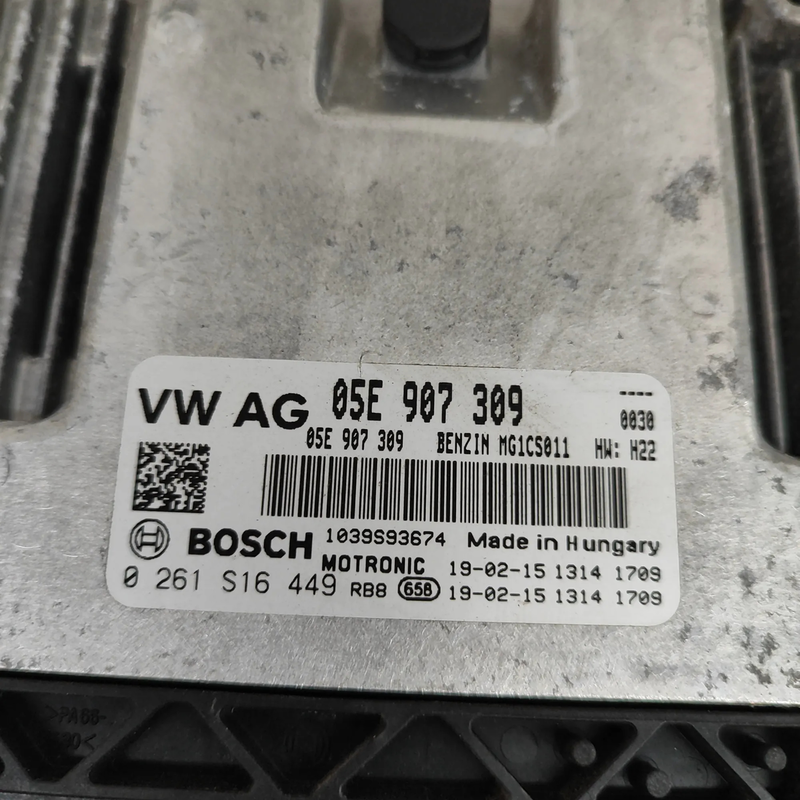 VW AG 05E 907 309 ----
0030
05E 907 309 BENZIN MG1CS011 HW: H22
BOSCH 1039S93674 Made in Hungary
MOTRONIC 19-02-15 1314 1709
0 261 S16 449 RB8 658 19-02-15 1314 1709
>PA66-